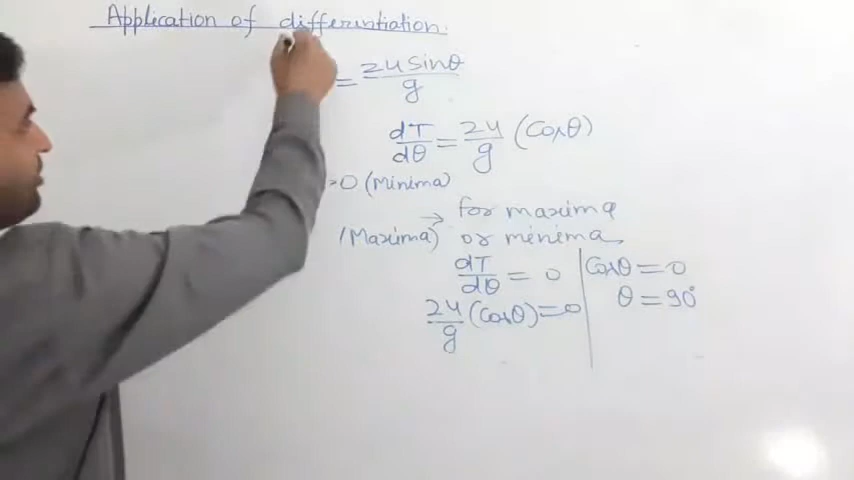 Application of differentiation.
= 2u sinθ / g
dT/dθ = 2u/g (Cosθ)
>0 (Minima)
→ for maxima
(Maxima) or minima,
dT/dθ = 0
Cosθ = 0
θ = 90°
2u/g (Cosθ) = 0